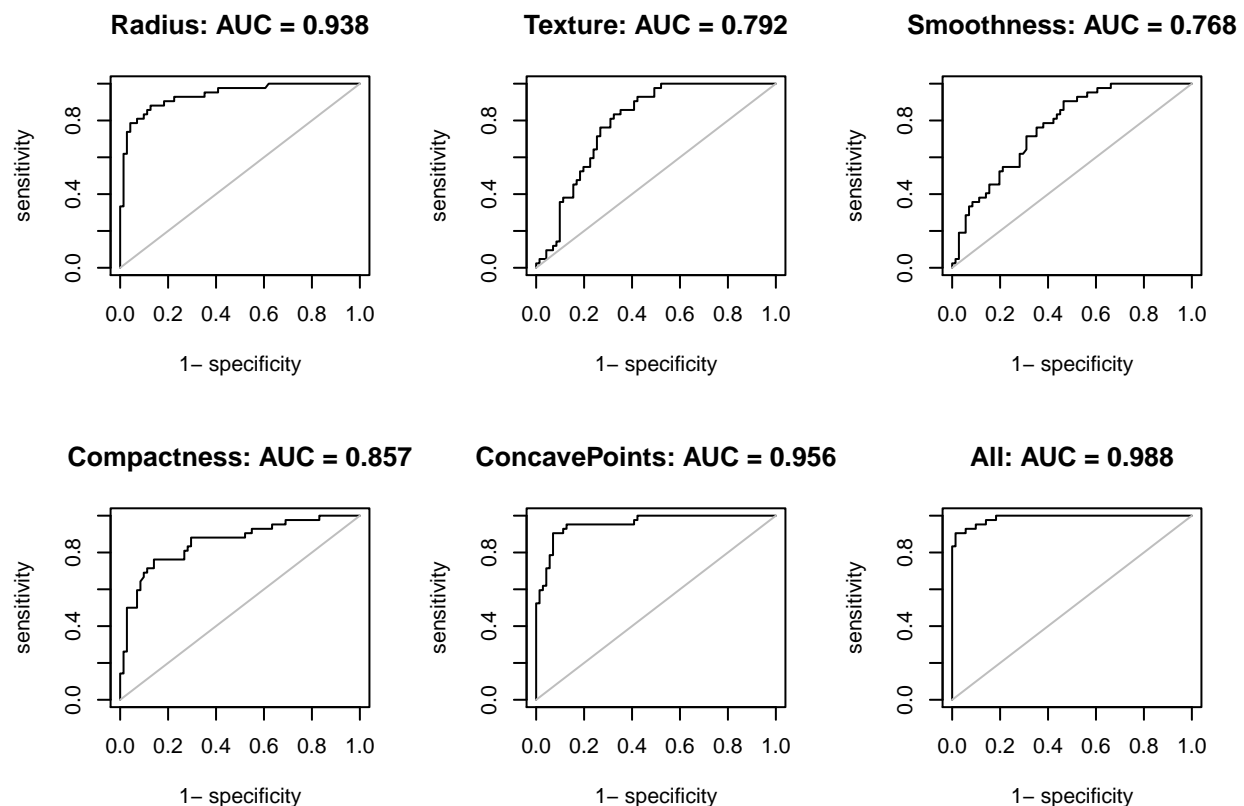 Radius: AUC = 0.938
sensitivity
0.0 0.4 0.8
0.0 0.2 0.4 0.6 0.8 1.0
1− specificity
Texture: AUC = 0.792
sensitivity
0.0 0.4 0.8
0.0 0.2 0.4 0.6 0.8 1.0
1− specificity
Smoothness: AUC = 0.768
sensitivity
0.0 0.4 0.8
0.0 0.2 0.4 0.6 0.8 1.0
1− specificity
Compactness: AUC = 0.857
sensitivity
0.0 0.4 0.8
0.0 0.2 0.4 0.6 0.8 1.0
1− specificity
ConcavePoints: AUC = 0.956
sensitivity
0.0 0.4 0.8
0.0 0.2 0.4 0.6 0.8 1.0
1− specificity
All: AUC = 0.988
sensitivity
0.0 0.4 0.8
0.0 0.2 0.4 0.6 0.8 1.0
1− specificity